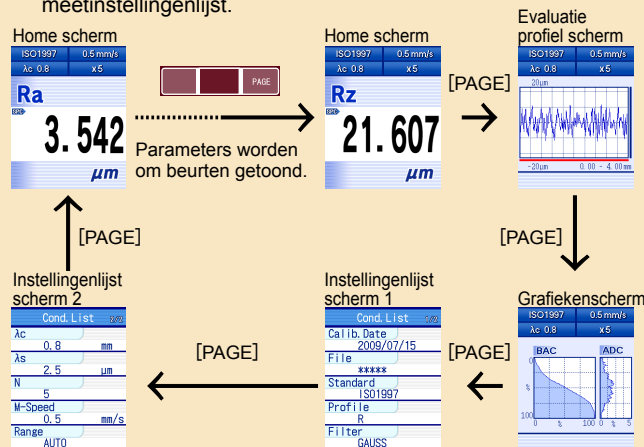 meetinstellingenlijst.
Home scherm
ISO1997 0.5 mm/s
λc 0.8 x5
Ra
3.542
µm
PAGE
Parameters worden
om beurten getoond.
Home scherm
ISO1997 0.5 mm/s
λc 0.8 x5
Rz
21.607
µm
[PAGE]
Evaluatie
profiel scherm
ISO1997 0.5 mm/s
λc 0.8 x5
20µm
-20µm 0.00 - 4.00 mm
[PAGE]
Grafiekenscherm
ISO1997 0.5 mm/s
λc 0.8 x5
BAC ADC
0
%
100
0 % 100 0 % 5
[PAGE]
Instellingenlijst
scherm 1
Cond. List 1/2
Calib. Date
2009/07/15
File
*****
Standard
ISO1997
Profile
R
Filter
GAUSS
[PAGE]
Instellingenlijst
scherm 2
Cond. List 2/2
λc
0.8 mm
λs
2.5 µm
N
5
M-Speed
0.5 mm/s
Range
AUTO
[PAGE]